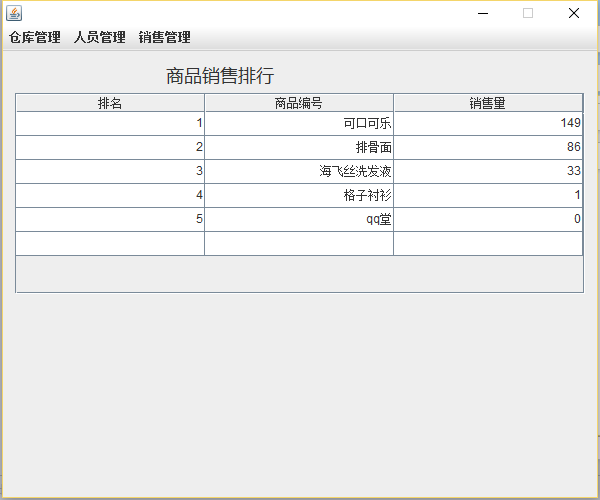 仓库管理 人员管理 销售管理
商品销售排行
排名 商品编号 销售量
1 可口可乐 149
2 排骨面 86
3 海飞丝洗发液 33
4 格子衬衫 1
5 qq堂 0